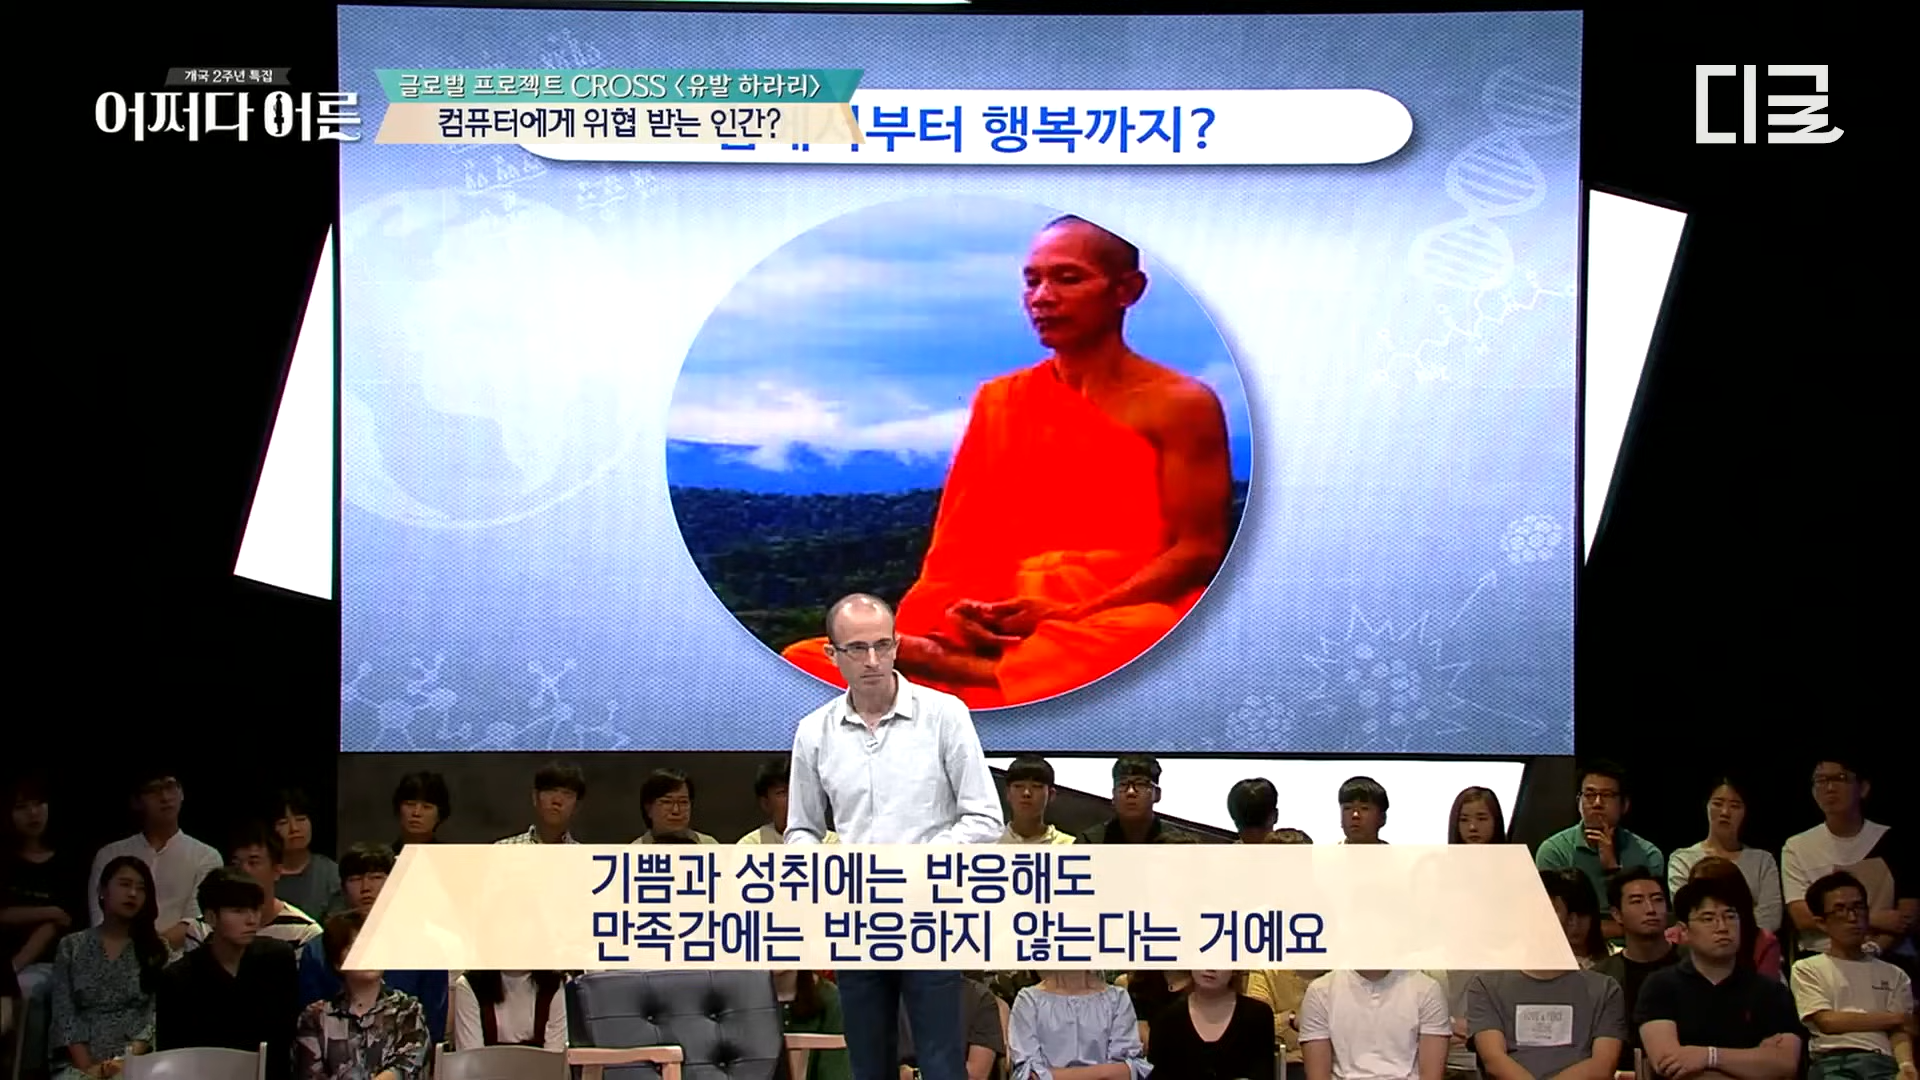 개국 2주년 특집
어쩌다 어른
글로벌 프로젝트 CROSS <유발 하라리>
컴퓨터에게 위협 받는 인간?
부터 행복까지?
디글
기쁨과 성취에는 반응해도
만족감에는 반응하지 않는다는 거예요